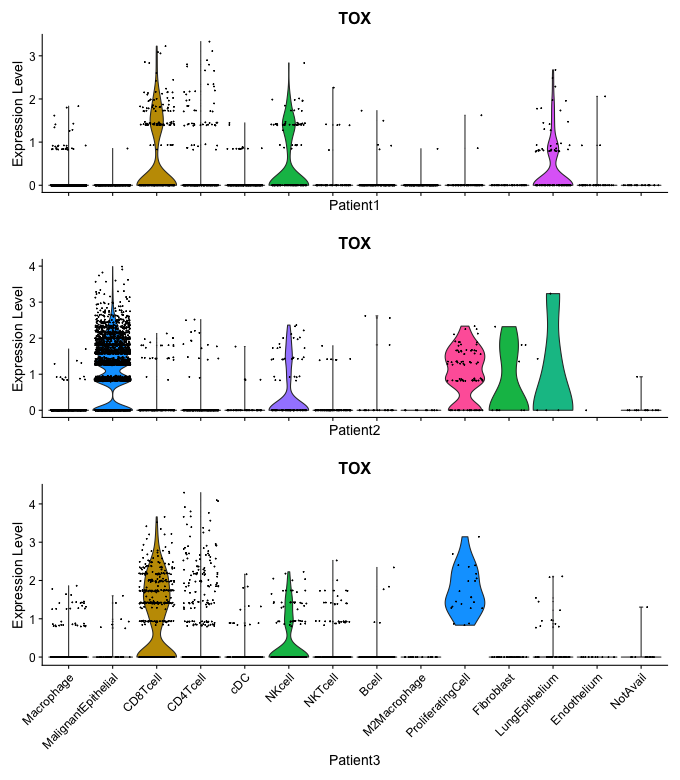 TOX
Expression Level
3
2
1
0
Patient1
TOX
Expression Level
4
3
2
1
0
Patient2
TOX
Expression Level
4
3
2
1
0
Macrophage
MalignantEpithelial
CD8Tcell
CD4Tcell
cDC
NKcell
NKTcell
Bcell
M2Macrophage
ProliferatingCell
Fibroblast
LungEpithelium
Endothelium
NotAvail
Patient3